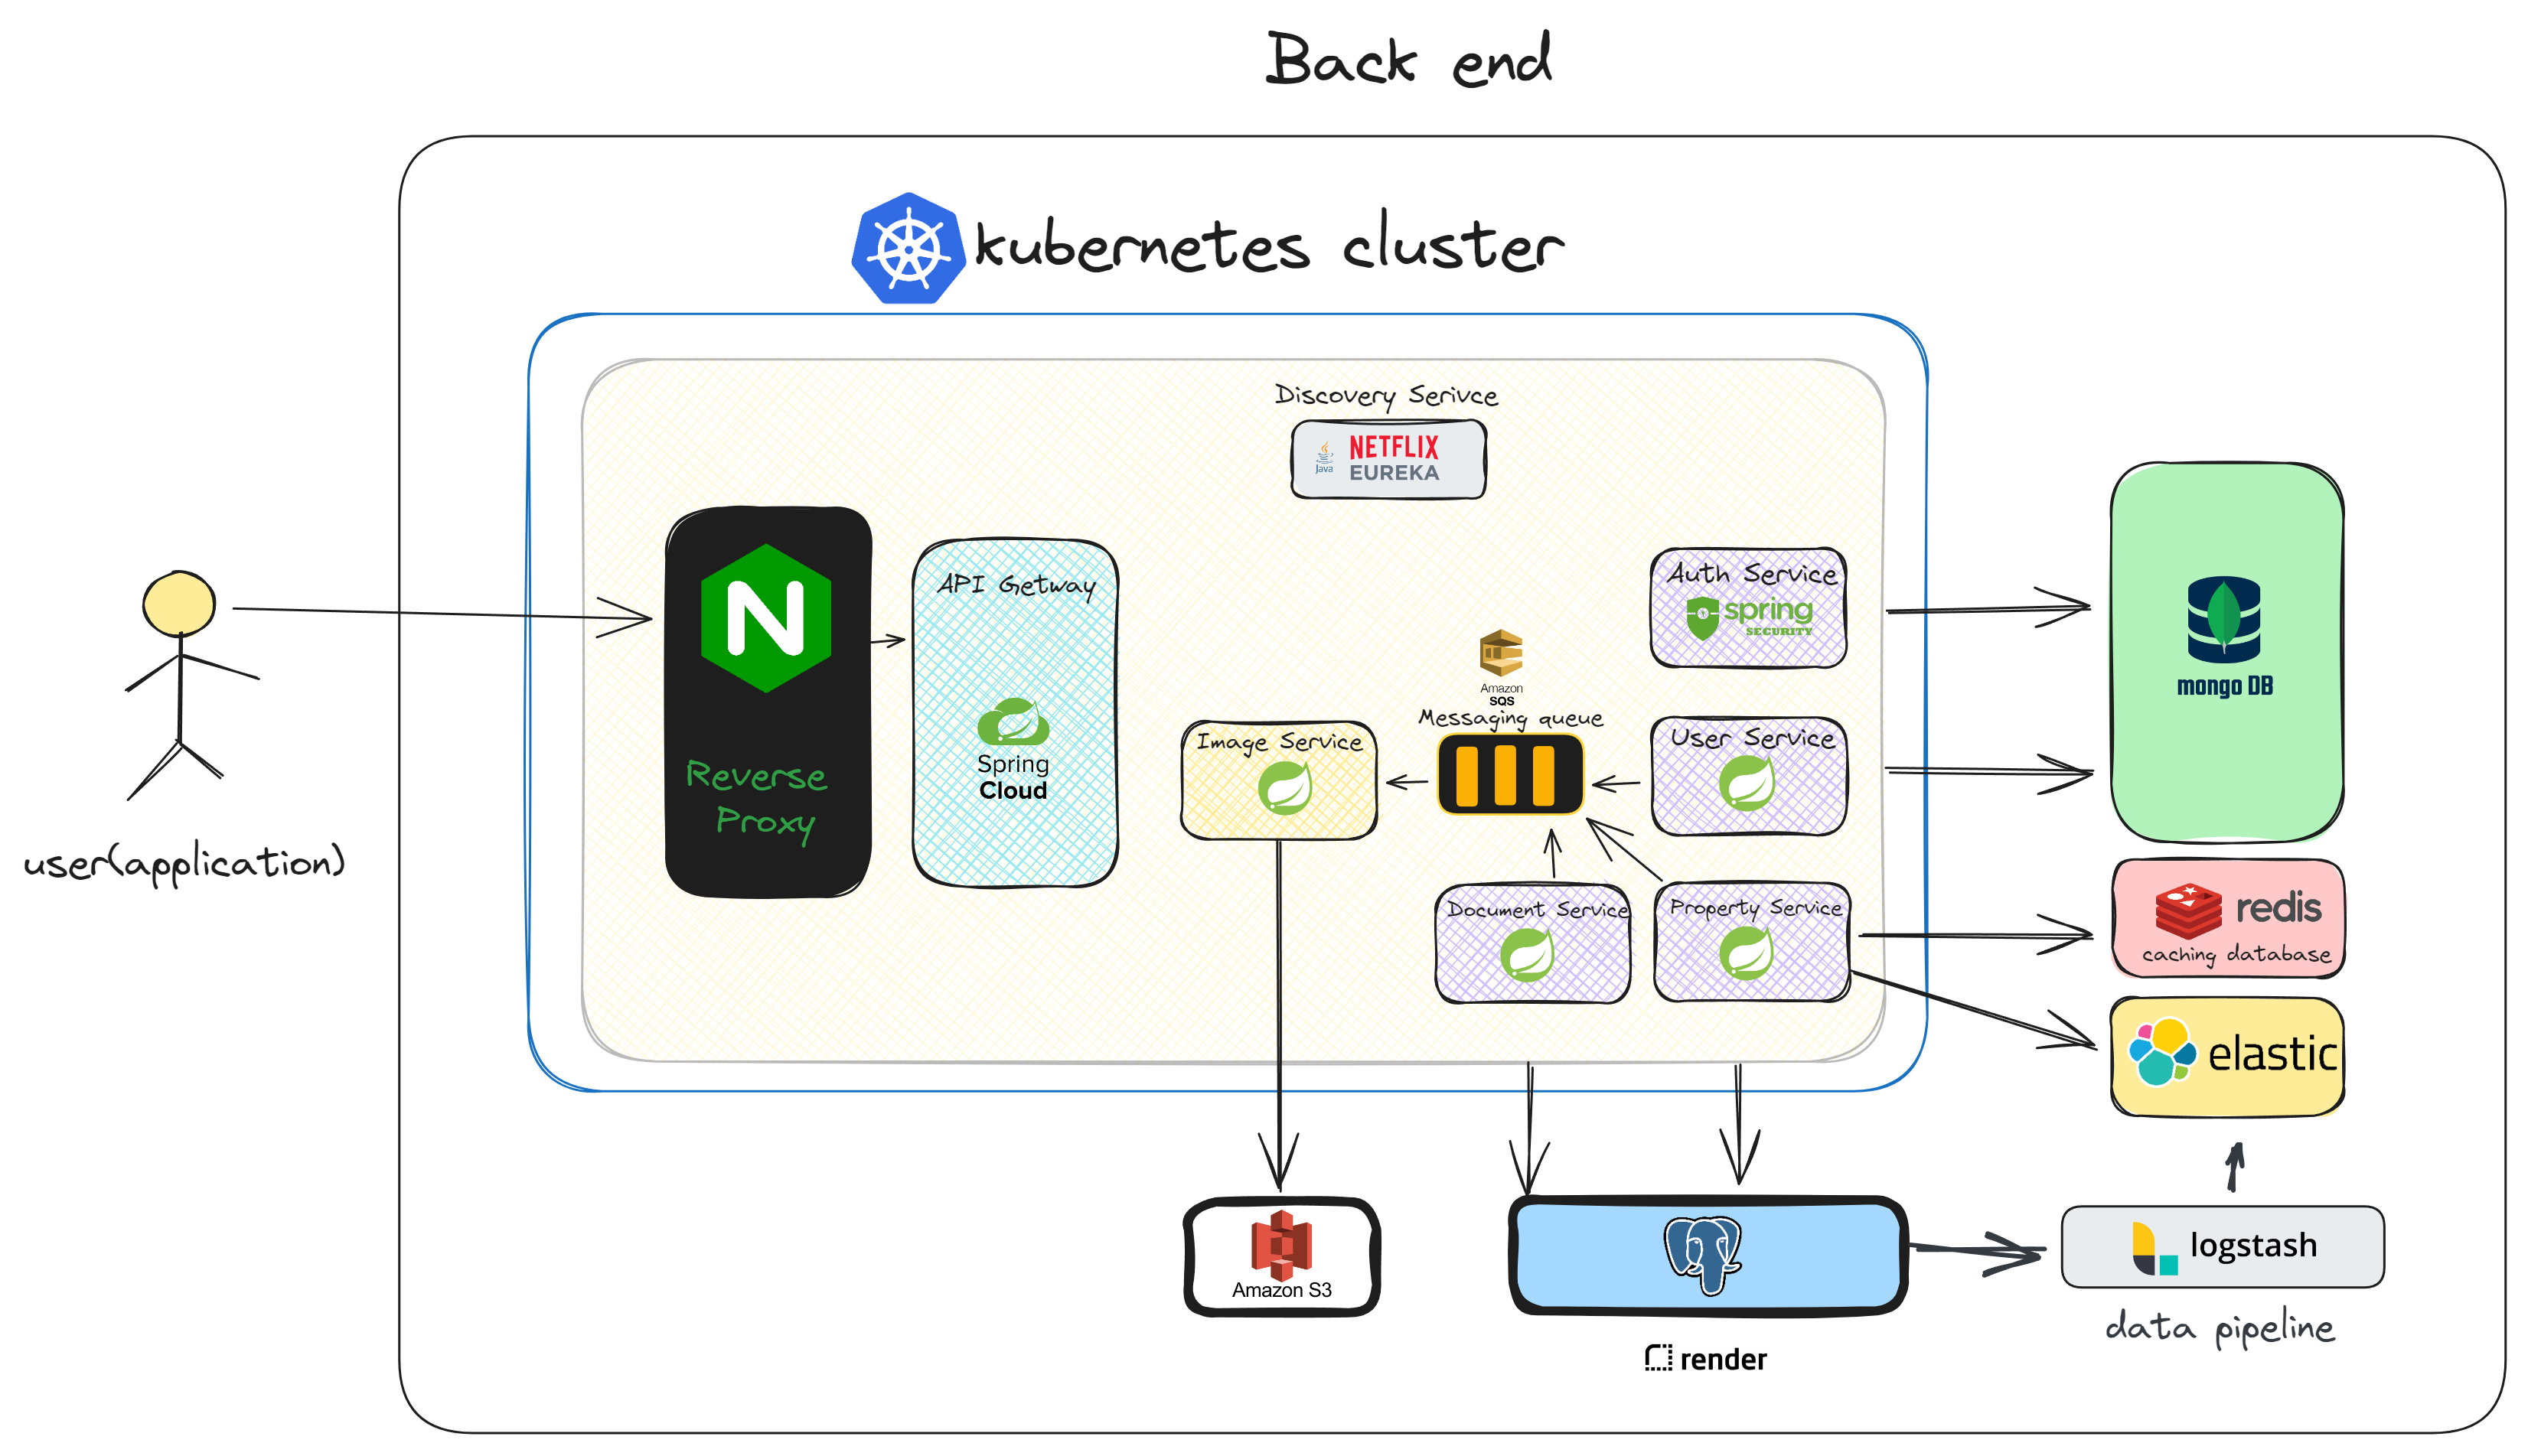 Back end
kubernetes cluster
Discovery Serivce
Java
NETFLIX
EUREKA
API Getway
Spring
Cloud
Reverse
Proxy
user(application)
Auth Service
spring
SECURITY
Amazon
SQS
Messaging queue
Image Service
User Service
Document Service
Property Service
mongo DB
redis
caching database
elastic
logstash
data pipeline
Amazon S3
render